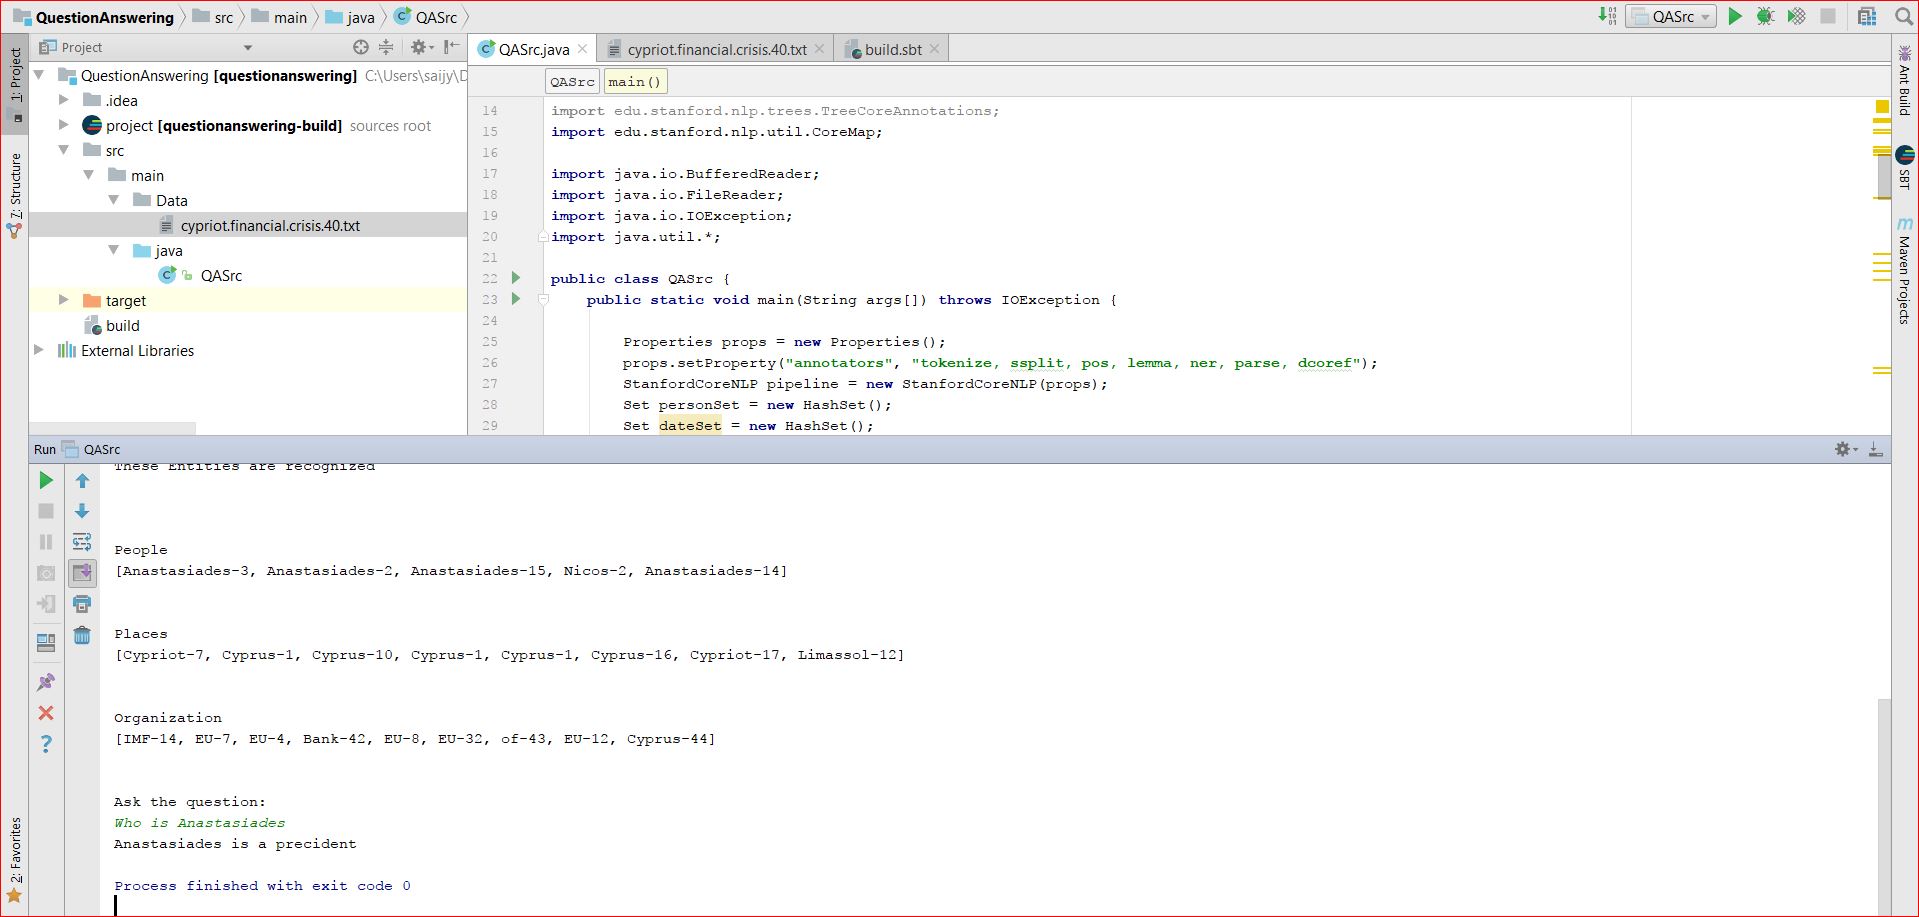 QuestionAnswering src main java QASrc
QASrc
1: Project
7: Structure
2: Favorites
Project
QuestionAnswering [questionanswering] C:\Users\saijy\D
.idea
project [questionanswering-build] sources root
src
main
Data
cypriot.financial.crisis.40.txt
java
QASrc
target
build
External Libraries
QASrc.java cypriot.financial.crisis.40.txt build.sbt
QASrc main()
14 import edu.stanford.nlp.trees.TreeCoreAnnotations;
15 import edu.stanford.nlp.util.CoreMap;
16
17 import java.io.BufferedReader;
18 import java.io.FileReader;
19 import java.io.IOException;
20 import java.util.*;
21
22 public class QASrc {
23 public static void main(String args[]) throws IOException {
24
25 Properties props = new Properties();
26 props.setProperty("annotators", "tokenize, ssplit, pos, lemma, ner, parse, dcoref");
27 StanfordCoreNLP pipeline = new StanfordCoreNLP(props);
28 Set personSet = new HashSet();
29 Set dateSet = new HashSet();
Ant Build
SBT
Maven Projects
Run QASrc
These Entities are recognized
People
[Anastasiades-3, Anastasiades-2, Anastasiades-15, Nicos-2, Anastasiades-14]
Places
[Cypriot-7, Cyprus-1, Cyprus-10, Cyprus-1, Cyprus-1, Cyprus-16, Cypriot-17, Limassol-12]
Organization
[IMF-14, EU-7, EU-4, Bank-42, EU-8, EU-32, of-43, EU-12, Cyprus-44]
Ask the question:
Who is Anastasiades
Anastasiades is a precident
Process finished with exit code 0